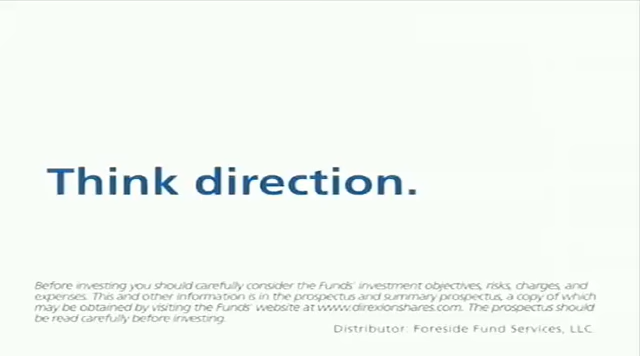 Think direction.
Before investing you should carefully consider the Funds' investment objectives, risks, charges, and
expenses. This and other information is in the prospectus and summary prospectus, a copy of which
may be obtained by visiting the Funds' website at www.direxionshares.com. The prospectus should
be read carefully before investing.
Distributor: Foreside Fund Services, LLC.